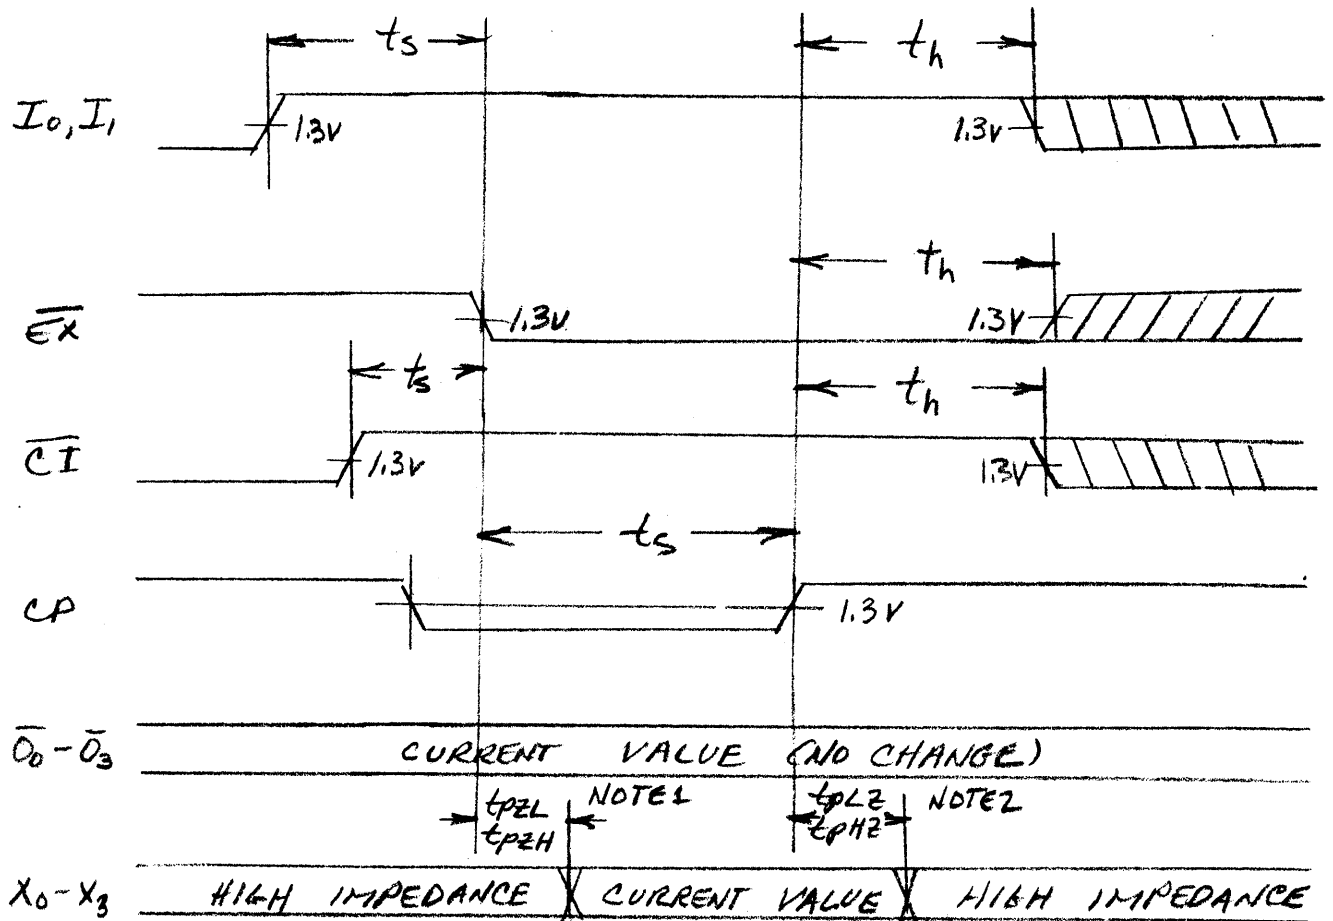 ts th
I0, I1 1.3V 1.3V
th
EX 1.3V 1.3V
ts th
CI 1.3V 1.3V
ts
CP 1.3V
O0 - O3 CURRENT VALUE (NO CHANGE)
tPZL NOTE1 tPLZ NOTE2
tPZH tPHZ
X0 - X3 HIGH IMPEDANCE CURRENT VALUE HIGH IMPEDANCE